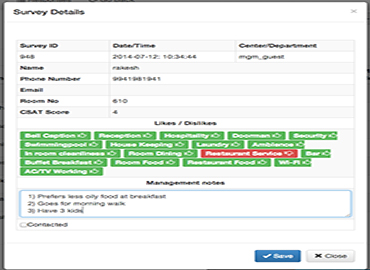 Survey Details
Survey ID Date/Time Center/Department
948 2014-07-12: 10:34:44 mgm_guest
Name rakesh
Phone Number 9941981941
Email
Room No 610
CSAT Score 4
Likes / Dislikes
Bell Caption Reception Hospitality Doorman Security
Swimmingpool House Keeping Laundry Ambience
In room cleanliness Room Dining Restaurant Service Bar
Buffet Breakfast Room Food Restaurant Food Wi-Fi
AC/TV Working
Management notes
1) Prefers less oily food at breakfast
2) Goes for morning walk
3) Have 3 kids
Contacted
Save Close